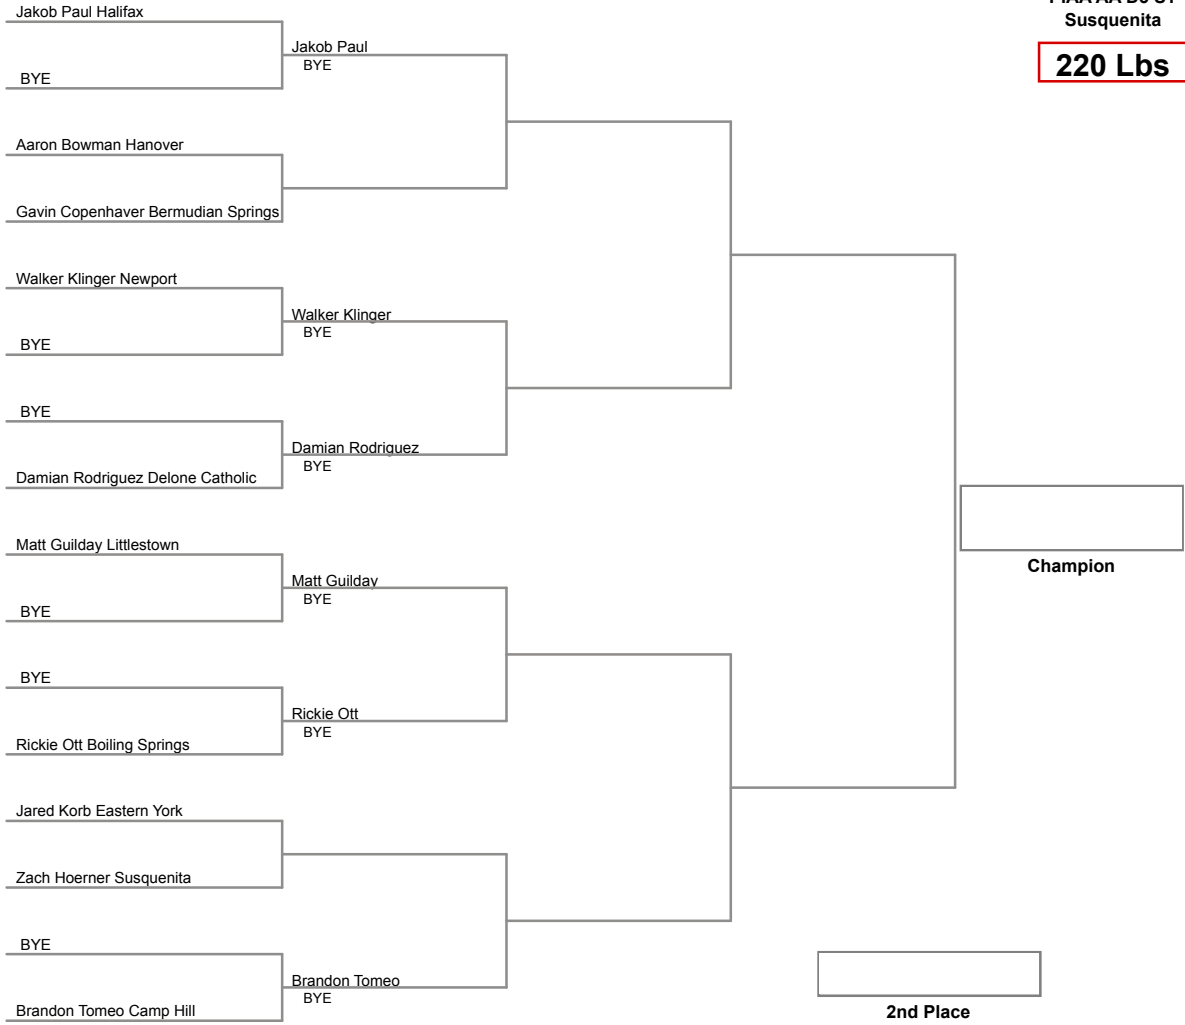 Jakob Paul Halifax
Susquenita
Jakob Paul
BYE
220 Lbs
BYE
Aaron Bowman Hanover
Gavin Copenhaver Bermudian Springs
Walker Klinger Newport
Walker Klinger
BYE
BYE
BYE
Damian Rodriguez
BYE
Damian Rodriguez Delone Catholic
Matt Guilday Littlestown
Champion
Matt Guilday
BYE
BYE
BYE
Rickie Ott
BYE
Rickie Ott Boiling Springs
Jared Korb Eastern York
Zach Hoerner Susquenita
BYE
Brandon Tomeo
BYE
Brandon Tomeo Camp Hill
2nd Place